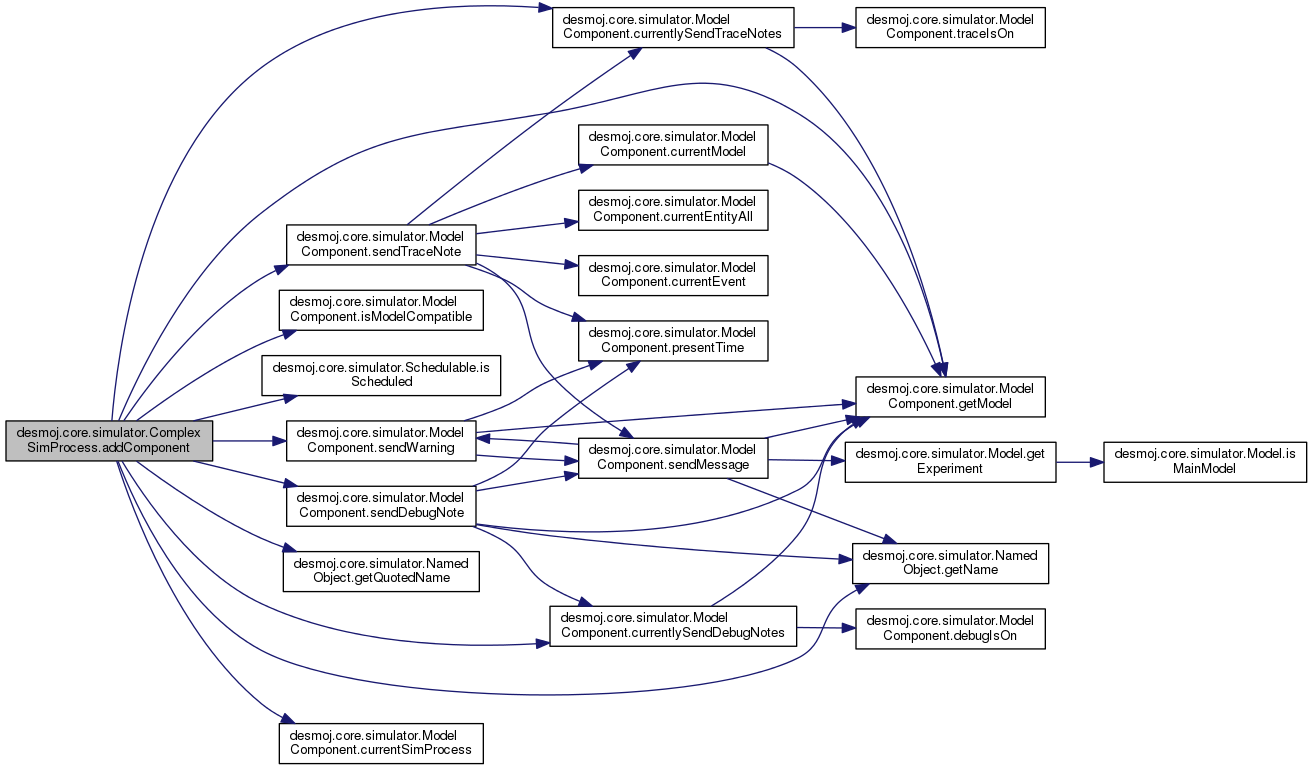 desmoj.core.simulator.Complex
SimProcess.addComponent
desmoj.core.simulator.Model
Component.sendTraceNote
desmoj.core.simulator.Model
Component.isModelCompatible
desmoj.core.simulator.Schedulable.is
Scheduled
desmoj.core.simulator.Model
Component.sendWarning
desmoj.core.simulator.Model
Component.sendDebugNote
desmoj.core.simulator.Named
Object.getQuotedName
desmoj.core.simulator.Model
Component.currentSimProcess
desmoj.core.simulator.Model
Component.currentlySendTraceNotes
desmoj.core.simulator.Model
Component.currentModel
desmoj.core.simulator.Model
Component.currentEntityAll
desmoj.core.simulator.Model
Component.currentEvent
desmoj.core.simulator.Model
Component.presentTime
desmoj.core.simulator.Model
Component.sendMessage
desmoj.core.simulator.Model
Component.currentlySendDebugNotes
desmoj.core.simulator.Model
Component.traceIsOn
desmoj.core.simulator.Model
Component.getModel
desmoj.core.simulator.Model.get
Experiment
desmoj.core.simulator.Named
Object.getName
desmoj.core.simulator.Model
Component.debugIsOn
desmoj.core.simulator.Model.is
MainModel